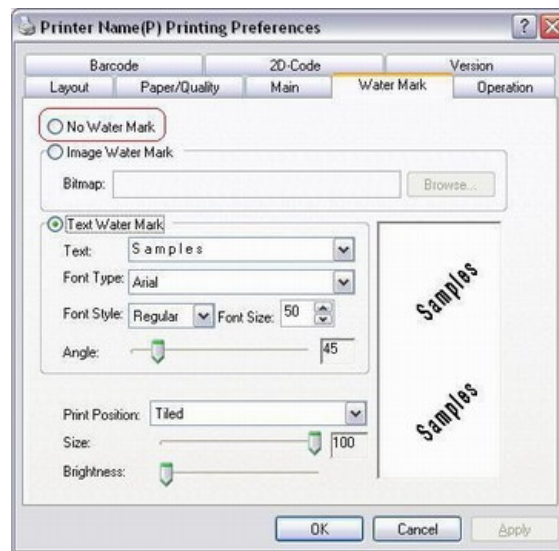 Printer Name(P) Printing Preferences
Barcode 2D-Code Version
Layout Paper/Quality Main Water Mark Operation
No Water Mark
Image Water Mark
Bitmap: Browse...
Text Water Mark
Text: Samples
Font Type: Arial
Font Style: Regular Font Size: 50
Angle: 45
Samples
Samples
Print Position: Tiled
Size: 100
Brightness:
OK Cancel Apply